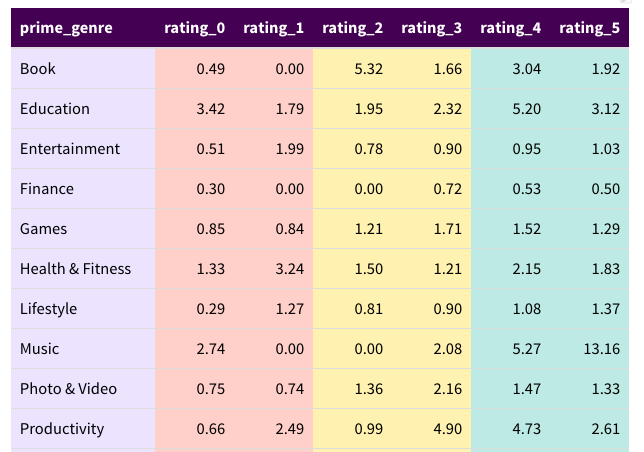 prime_genre rating_0 rating_1 rating_2 rating_3 rating_4 rating_5
Book 0.49 0.00 5.32 1.66 3.04 1.92
Education 3.42 1.79 1.95 2.32 5.20 3.12
Entertainment 0.51 1.99 0.78 0.90 0.95 1.03
Finance 0.30 0.00 0.00 0.72 0.53 0.50
Games 0.85 0.84 1.21 1.71 1.52 1.29
Health & Fitness 1.33 3.24 1.50 1.21 2.15 1.83
Lifestyle 0.29 1.27 0.81 0.90 1.08 1.37
Music 2.74 0.00 0.00 2.08 5.27 13.16
Photo & Video 0.75 0.74 1.36 2.16 1.47 1.33
Productivity 0.66 2.49 0.99 4.90 4.73 2.61